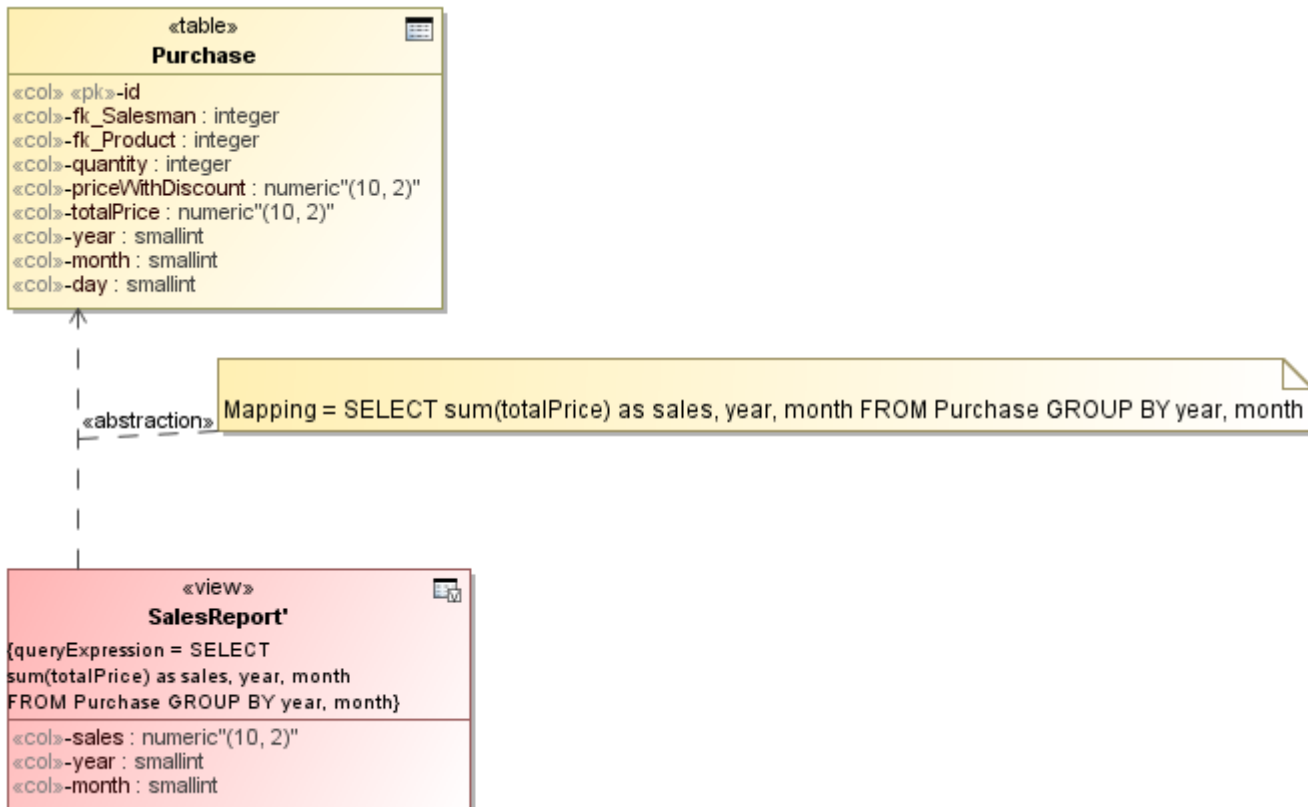 «table»
Purchase
«col» «pk»-id
«col»-fk_Salesman : integer
«col»-fk_Product : integer
«col»-quantity : integer
«col»-priceWithDiscount : numeric"(10, 2)"
«col»-totalPrice : numeric"(10, 2)"
«col»-year : smallint
«col»-month : smallint
«col»-day : smallint
«abstraction»
Mapping = SELECT sum(totalPrice) as sales, year, month FROM Purchase GROUP BY year, month
«view»
SalesReport'
{queryExpression = SELECT
sum(totalPrice) as sales, year, month
FROM Purchase GROUP BY year, month}
«col»-sales : numeric"(10, 2)"
«col»-year : smallint
«col»-month : smallint